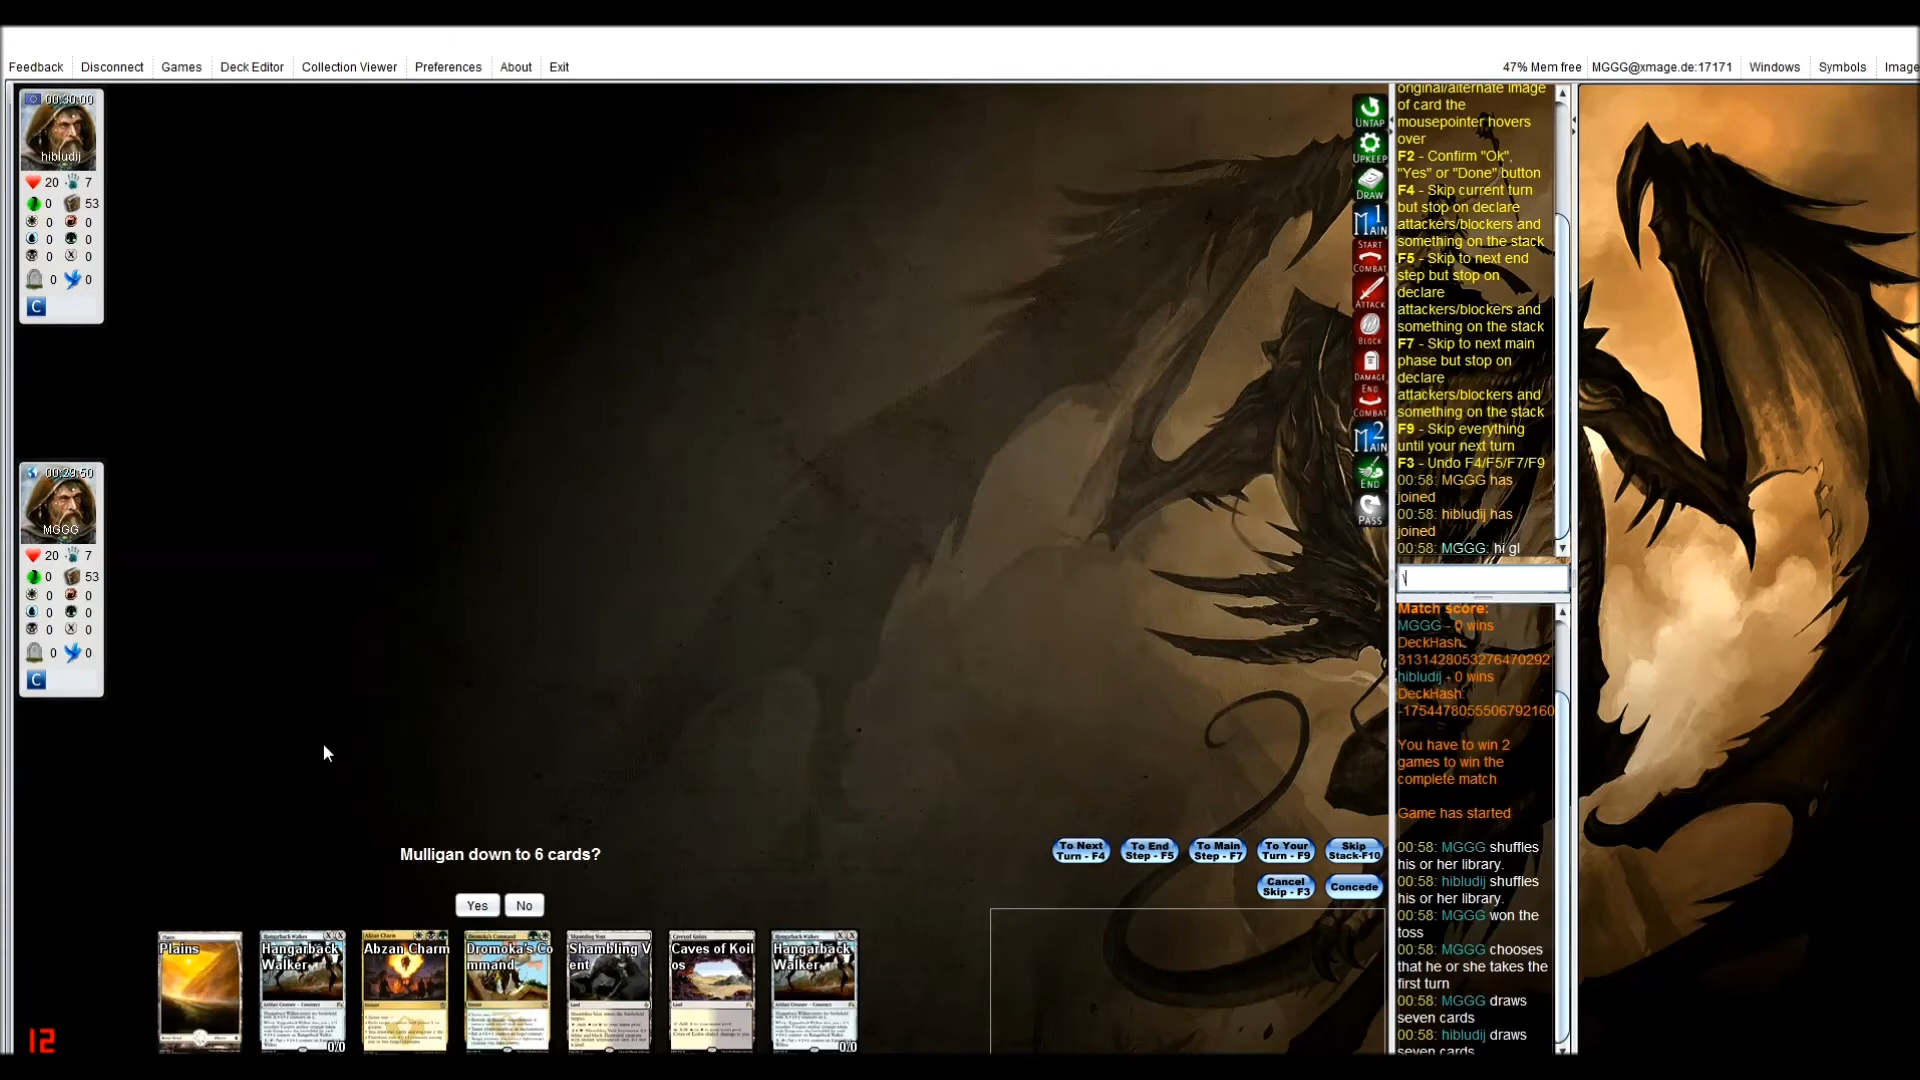 Feedback Disconnect Games Deck Editor Collection Viewer Preferences About Exit
47% Mem free MGGG@xmage.de:17171 Windows Symbols Image
00:30:00
hibludij
20 7
0 53
0 0
0 0
0 0
0 0
C
00:29:50
MGGG
20 7
0 53
0 0
0 0
0 0
0 0
C
UNTAP
UPKEEP
DRAW
MAIN 1
START COMBAT
ATTACK
BLOCK
DAMAGE
END COMBAT
MAIN 2
END
PASS
original/alternate image
of card the
mousepointer hovers
over
F2 - Confirm "Ok",
"Yes" or "Done" button
F4 - Skip current turn
but stop on declare
attackers/blockers and
something on the stack
F5 - Skip to next end
step but stop on
declare
attackers/blockers and
something on the stack
F7 - Skip to next main
phase but stop on
declare
attackers/blockers and
something on the stack
F9 - Skip everything
until your next turn
F3 - Undo F4/F5/F7/F9
00:58: MGGG has
joined
00:58: hibludij has
joined
00:58: MGGG: hi gl
Match score:
MGGG - 0 wins
DeckHash:
3131428053276470292
hibludij - 0 wins
DeckHash:
-1754478055506792160
You have to win 2
games to win the
complete match
Game has started
00:58: MGGG shuffles
his or her library.
00:58: hibludij shuffles
his or her library.
00:58: MGGG won the
toss
00:58: MGGG chooses
that he or she takes the
first turn
00:58: MGGG draws
seven cards
00:58: hibludij draws
seven cards
Mulligan down to 6 cards?
Yes No
To Next Turn - F4
To End Step - F5
To Main Step - F7
To Your Turn - F9
Skip Stack-F10
Cancel Skip - F3
Concede
Plains
Hangarback Walker
0/0
Abzan Charm
Dromoka's Command
Shambling Vent
Caves of Koilos
Hangarback Walker
0/0
12